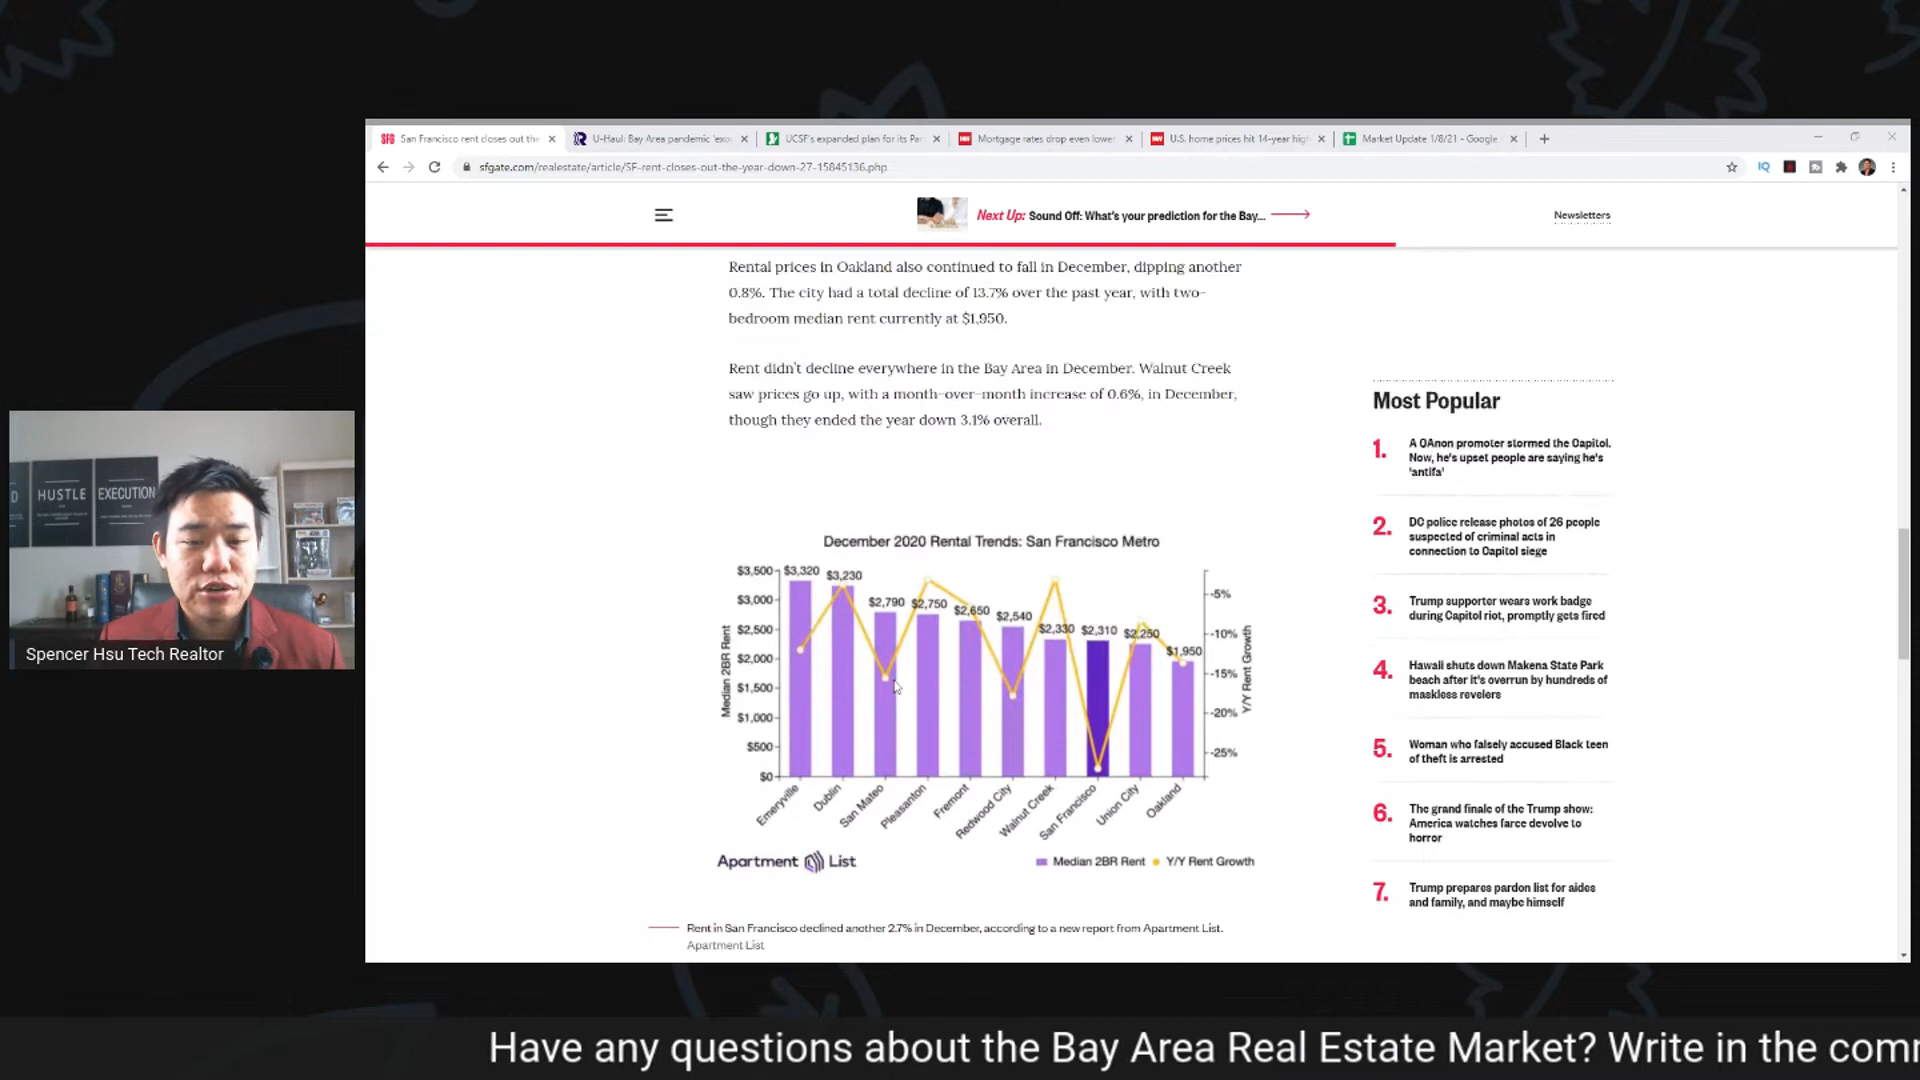 SFG San Francisco rent closes out the
U-Haul: Bay Area pandemic 'exo
UCSF's expanded plan for its Par
Mortgage rates drop even lower
U.S. home prices hit 14-year hig
Market Update 1/8/21 - Google
sfgate.com/realestate/article/SF-rent-closes-out-the-year-down-27-15845136.php
IQ
Next Up: Sound Off: What's your prediction for the Bay...
Newsletters
Rental prices in Oakland also continued to fall in December, dipping another
0.8%. The city had a total decline of 13.7% over the past year, with two-
bedroom median rent currently at $1,950.
Rent didn't decline everywhere in the Bay Area in December. Walnut Creek
saw prices go up, with a month-over-month increase of 0.6%, in December,
though they ended the year down 3.1% overall.
December 2020 Rental Trends: San Francisco Metro
Median 2BR Rent
$3,500
$3,000
$2,500
$2,000
$1,500
$1,000
$500
$0
$3,320
$3,230
$2,790
$2,750
$2,650
$2,540
$2,330
$2,310
$2,250
$1,950
-5%
-10%
-15%
-20%
-25%
Y/Y Rent Growth
Emeryville
Dublin
San Mateo
Pleasanton
Fremont
Redwood City
Walnut Creek
San Francisco
Union City
Oakland
Apartment List
Median 2BR Rent
Y/Y Rent Growth
Rent in San Francisco declined another 2.7% in December, according to a new report from Apartment List.
Apartment List
Most Popular
1. A QAnon promoter stormed the Capitol.
Now, he's upset people are saying he's
'antifa'
2. DC police release photos of 26 people
suspected of criminal acts in
connection to Capitol siege
3. Trump supporter wears work badge
during Capitol riot, promptly gets fired
4. Hawaii shuts down Makena State Park
beach after it's overrun by hundreds of
maskless revelers
5. Woman who falsely accused Black teen
of theft is arrested
6. The grand finale of the Trump show:
America watches farce devolve to
horror
7. Trump prepares pardon list for aides
and family, and maybe himself
D
HUSTLE
EXECUTION
Spencer Hsu Tech Realtor
Have any questions about the Bay Area Real Estate Market? Write in the com